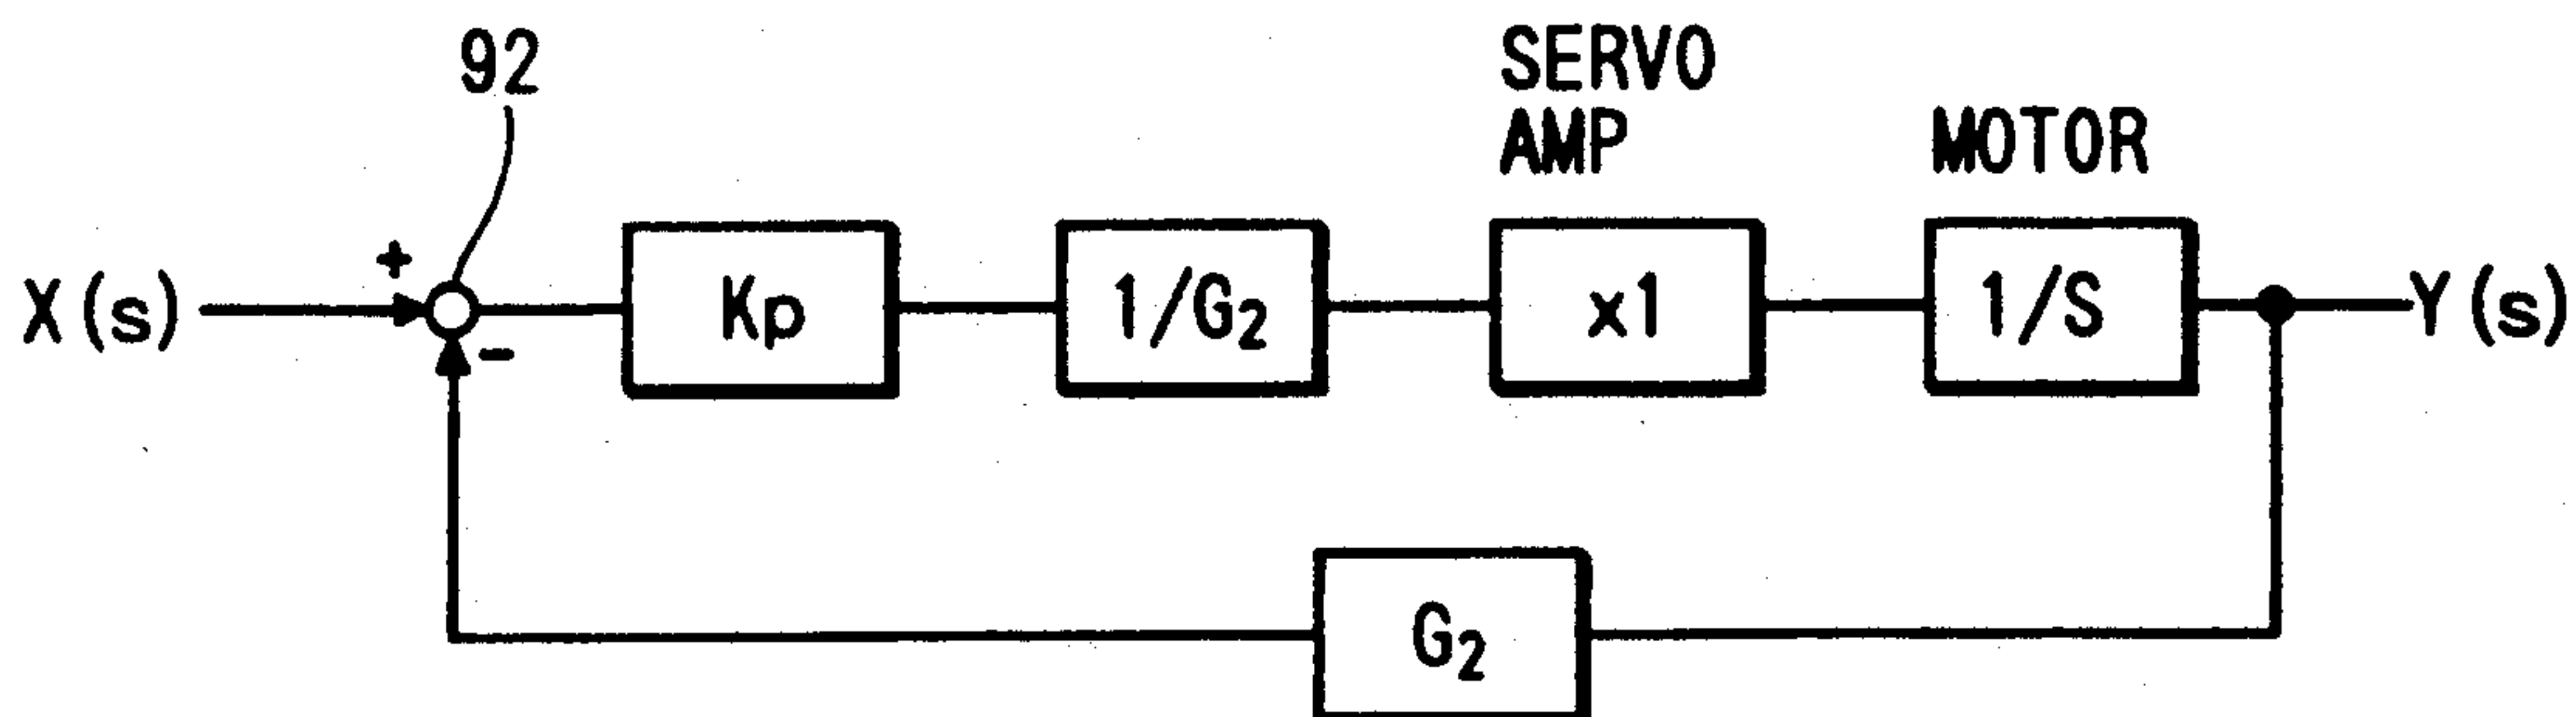 92
SERVO
AMP
MOTOR
X(s)
+
-
Kp
1/G₂
x1
1/S
Y(s)
G₂